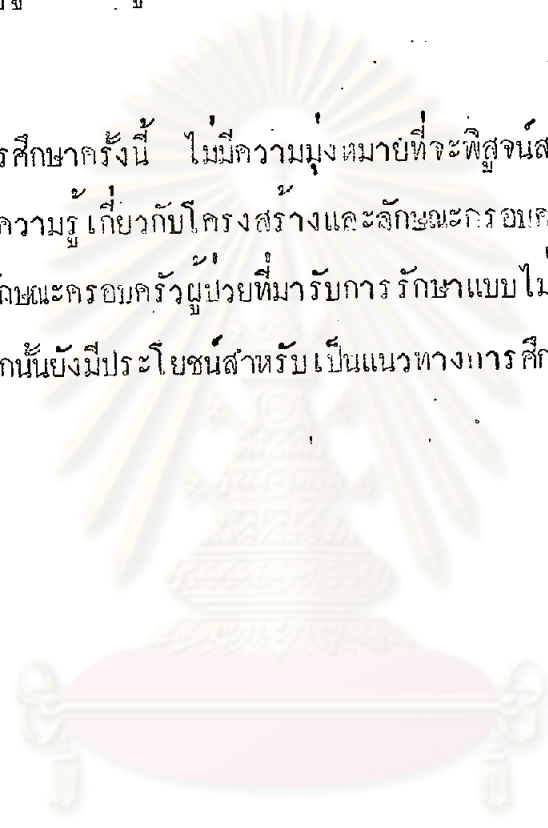 รศึกษาครั้งนี้ ไม่มีความมุ่งหมายที่จะพิสูจน์ส
ความรู้เกี่ยวกับโครงสร้างและลักษณะครอบค
ักษณะครอบครัวผู้ป่วยที่มารับการรักษาแบบไม่
กนั้นยังมีประโยชน์สำหรับเป็นแนวทางการศึก